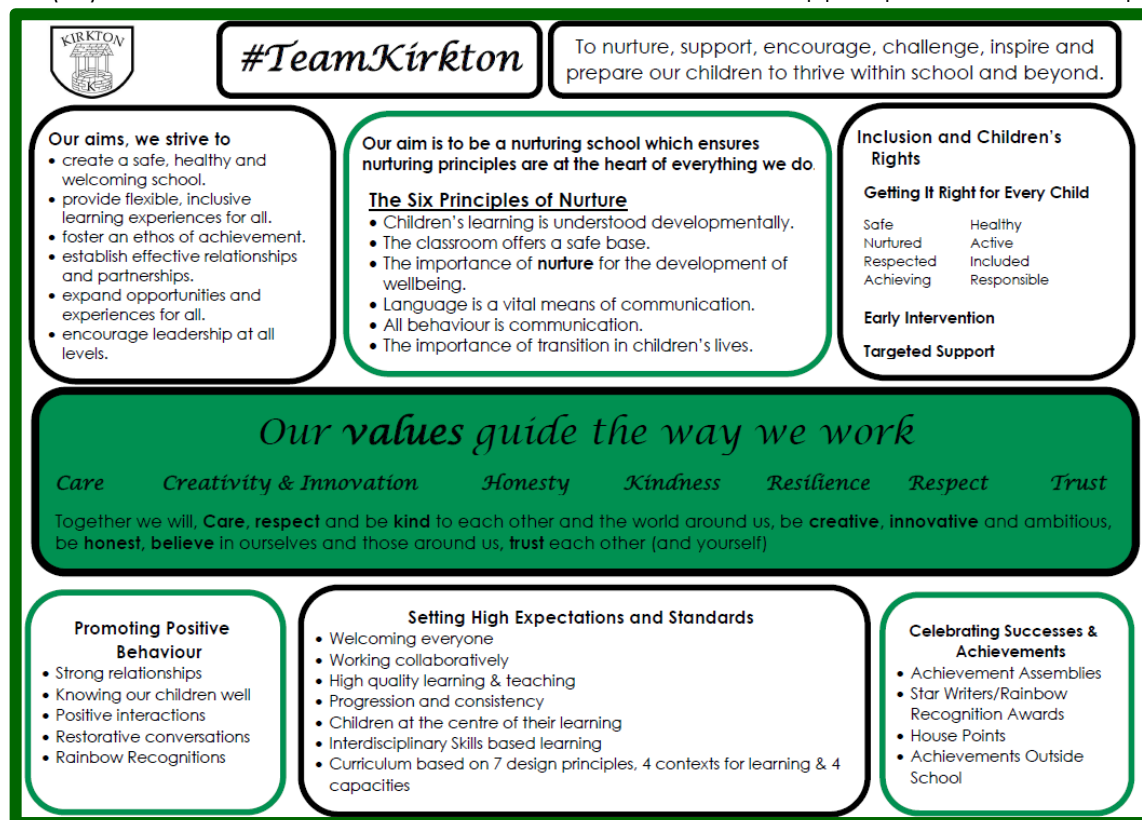 KIRKTON
K
#TeamKirkton
To nurture, support, encourage, challenge, inspire and
prepare our children to thrive within school and beyond.
Our aims, we strive to
• create a safe, healthy and
welcoming school.
• provide flexible, inclusive
learning experiences for all.
• foster an ethos of achievement.
• establish effective relationships
and partnerships.
• expand opportunities and
experiences for all.
• encourage leadership at all
levels.
Our aim is to be a nurturing school which ensures
nurturing principles are at the heart of everything we do.
The Six Principles of Nurture
• Children's learning is understood developmentally.
• The classroom offers a safe base.
• The importance of nurture for the development of
wellbeing.
• Language is a vital means of communication.
• All behaviour is communication.
• The importance of transition in children's lives.
Inclusion and Children's
Rights
Getting It Right for Every Child
Safe Healthy
Nurtured Active
Respected Included
Achieving Responsible
Early Intervention
Targeted Support
Our values guide the way we work
Care Creativity & Innovation Honesty Kindness Resilience Respect Trust
Together we will, Care, respect and be kind to each other and the world around us, be creative, innovative and ambitious,
be honest, believe in ourselves and those around us, trust each other (and yourself)
Promoting Positive
Behaviour
• Strong relationships
• Knowing our children well
• Positive interactions
• Restorative conversations
• Rainbow Recognitions
Setting High Expectations and Standards
• Welcoming everyone
• Working collaboratively
• High quality learning & teaching
• Progression and consistency
• Children at the centre of their learning
• Interdisciplinary Skills based learning
• Curriculum based on 7 design principles, 4 contexts for learning & 4
capacities
Celebrating Successes &
Achievements
• Achievement Assemblies
• Star Writers/Rainbow
Recognition Awards
• House Points
• Achievements Outside
School